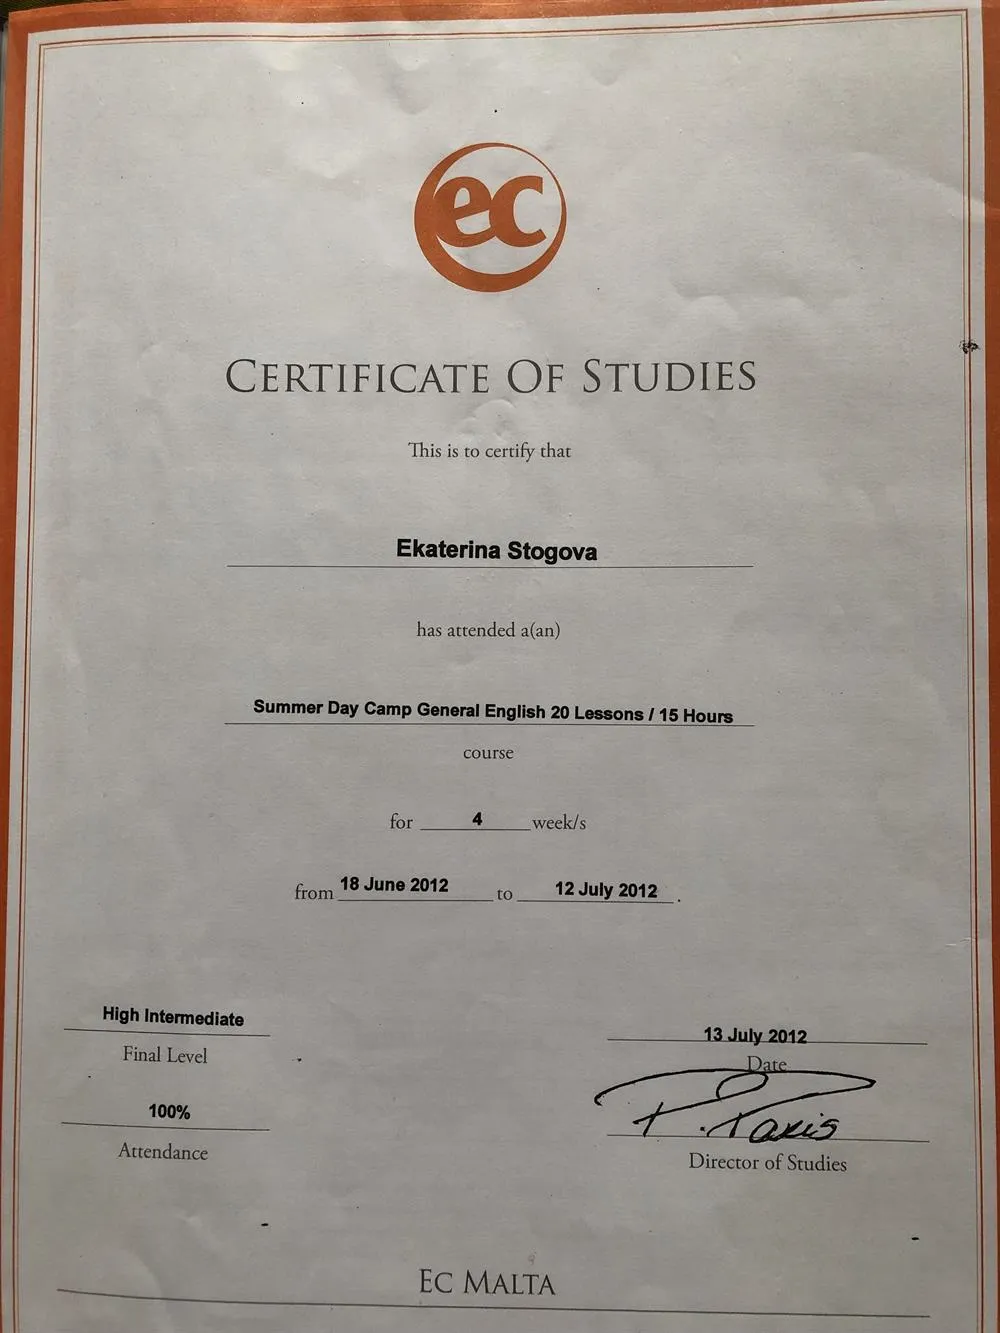 ec
CERTIFICATE OF STUDIES
This is to certify that
Ekaterina Stogova
has attended a(an)
Summer Day Camp General English 20 Lessons / 15 Hours
course
for 4 week/s
from 18 June 2012 to 12 July 2012 .
High Intermediate
Final Level
100%
Attendance
13 July 2012
Date
Director of Studies
EC MALTA